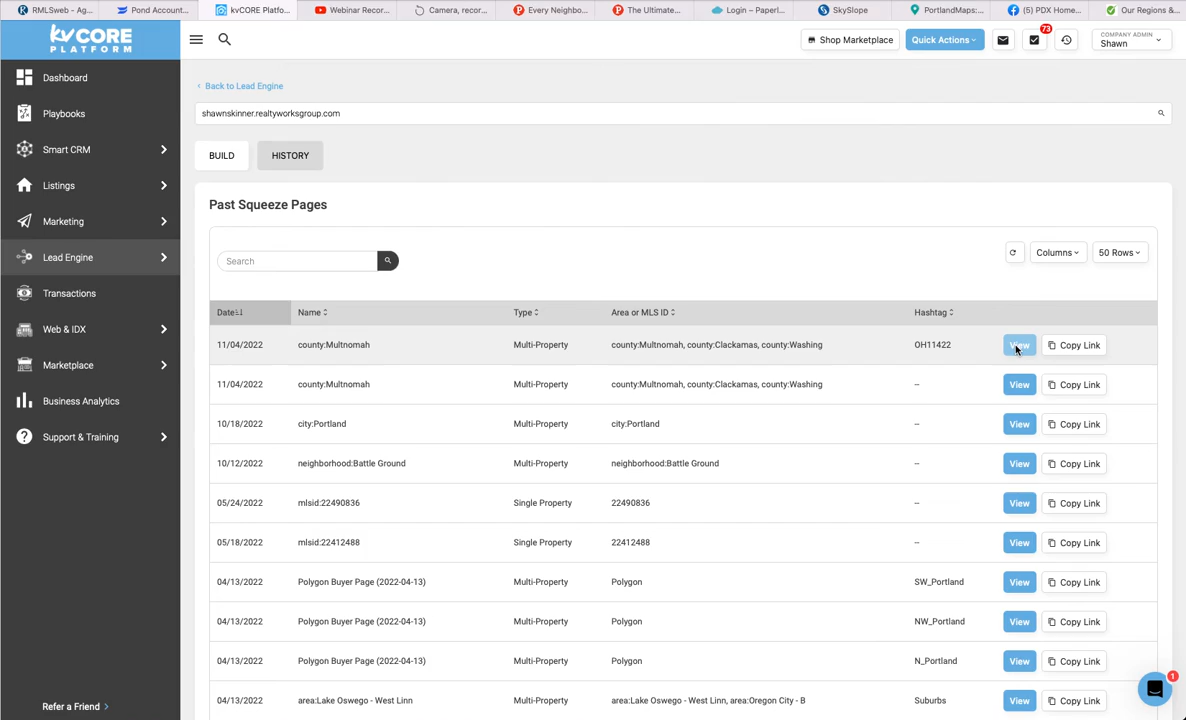 RMLSweb - Ag...
Pond Account...
kvCORE Platfo...
Webinar Recor...
Camera, recor...
Every Neighbo...
The Ultimate...
Login – Paperl...
SkySlope
PortlandMaps:...
(5) PDX Home...
Our Regions &...
kvCORE
PLATFORM
Shop Marketplace
Quick Actions
73
COMPANY ADMIN
Shawn
Dashboard
Playbooks
Smart CRM
Listings
Marketing
Lead Engine
Transactions
Web & IDX
Marketplace
Business Analytics
Support & Training
Refer a Friend
Back to Lead Engine
shawnskinner.realtyworksgroup.com
BUILD HISTORY
Past Squeeze Pages
Search
Columns
50 Rows
Date Name Type Area or MLS ID Hashtag
11/04/2022 county:Multnomah Multi-Property county:Multnomah, county:Clackamas, county:Washing OH11422 View Copy Link
11/04/2022 county:Multnomah Multi-Property county:Multnomah, county:Clackamas, county:Washing -- View Copy Link
10/18/2022 city:Portland Multi-Property city:Portland -- View Copy Link
10/12/2022 neighborhood:Battle Ground Multi-Property neighborhood:Battle Ground -- View Copy Link
05/24/2022 mlsid:22490836 Single Property 22490836 -- View Copy Link
05/18/2022 mlsid:22412488 Single Property 22412488 -- View Copy Link
04/13/2022 Polygon Buyer Page (2022-04-13) Multi-Property Polygon SW_Portland View Copy Link
04/13/2022 Polygon Buyer Page (2022-04-13) Multi-Property Polygon NW_Portland View Copy Link
04/13/2022 Polygon Buyer Page (2022-04-13) Multi-Property Polygon N_Portland View Copy Link
04/13/2022 area:Lake Oswego - West Linn Multi-Property area:Lake Oswego - West Linn, area:Oregon City - B Suburbs View Copy Link
1